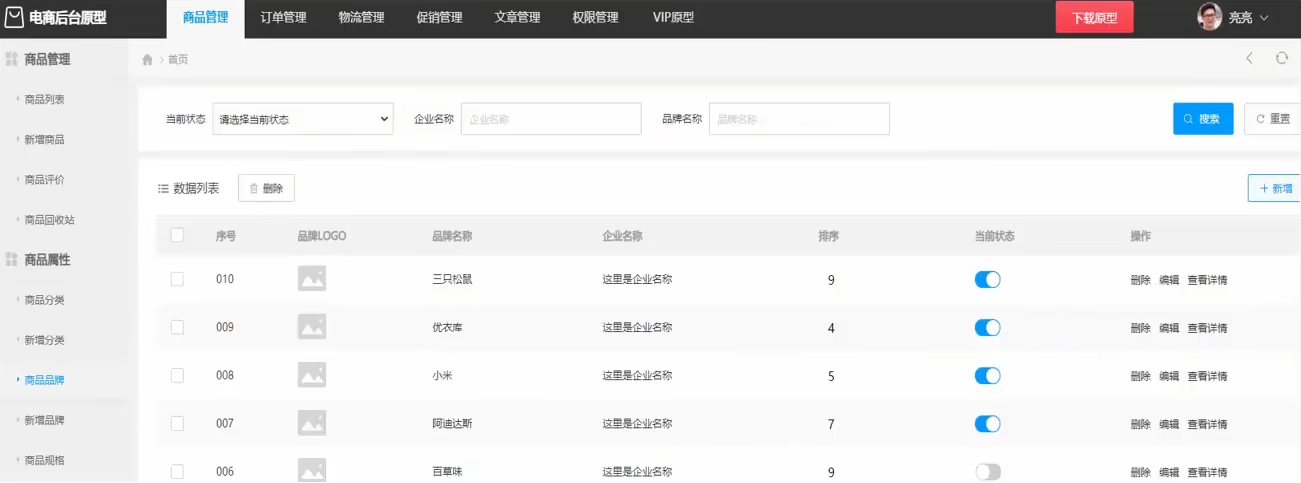 电商后台原型 商品管理 订单管理 物流管理 促销管理 文章管理 权限管理 VIP原型 下载原型 亮亮
商品管理
商品列表
新增商品
商品评价
商品回收站
商品属性
商品分类
新增分类
商品品牌
新增品牌
商品规格
首页
当前状态 请选择当前状态 企业名称 企业名称 品牌名称 品牌名称 搜索 重置
数据列表 删除 新增
序号 品牌LOGO 品牌名称 企业名称 排序 当前状态 操作
010 三只松鼠 这里是企业名称 9 删除 编辑 查看详情
009 优衣库 这里是企业名称 4 删除 编辑 查看详情
008 小米 这里是企业名称 5 删除 编辑 查看详情
007 阿迪达斯 这里是企业名称 7 删除 编辑 查看详情
006 百草味 这里是企业名称 9 删除 编辑 查看详情